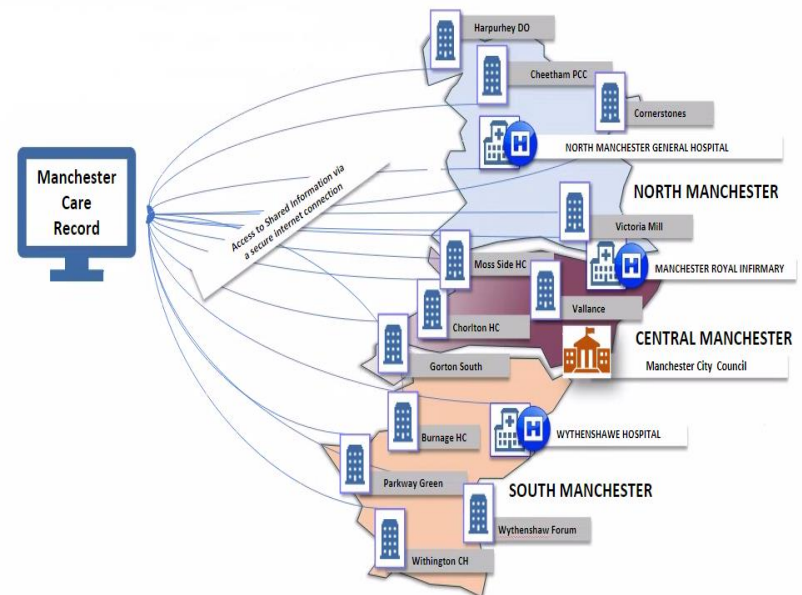 Harpurhey DO
Cheetham PCC
Cornerstones
H
NORTH MANCHESTER GENERAL HOSPITAL
Manchester
Care
Record
Access to Shared Information via
a secure internet connection
NORTH MANCHESTER
Victoria Mill
Moss Side HC
H
MANCHESTER ROYAL INFIRMARY
Vallance
Chorlton HC
CENTRAL MANCHESTER
Gorton South
Manchester City Council
Burnage HC
H
WYTHENSHAWE HOSPITAL
Parkway Green
SOUTH MANCHESTER
Wythenshaw Forum
Withington CH